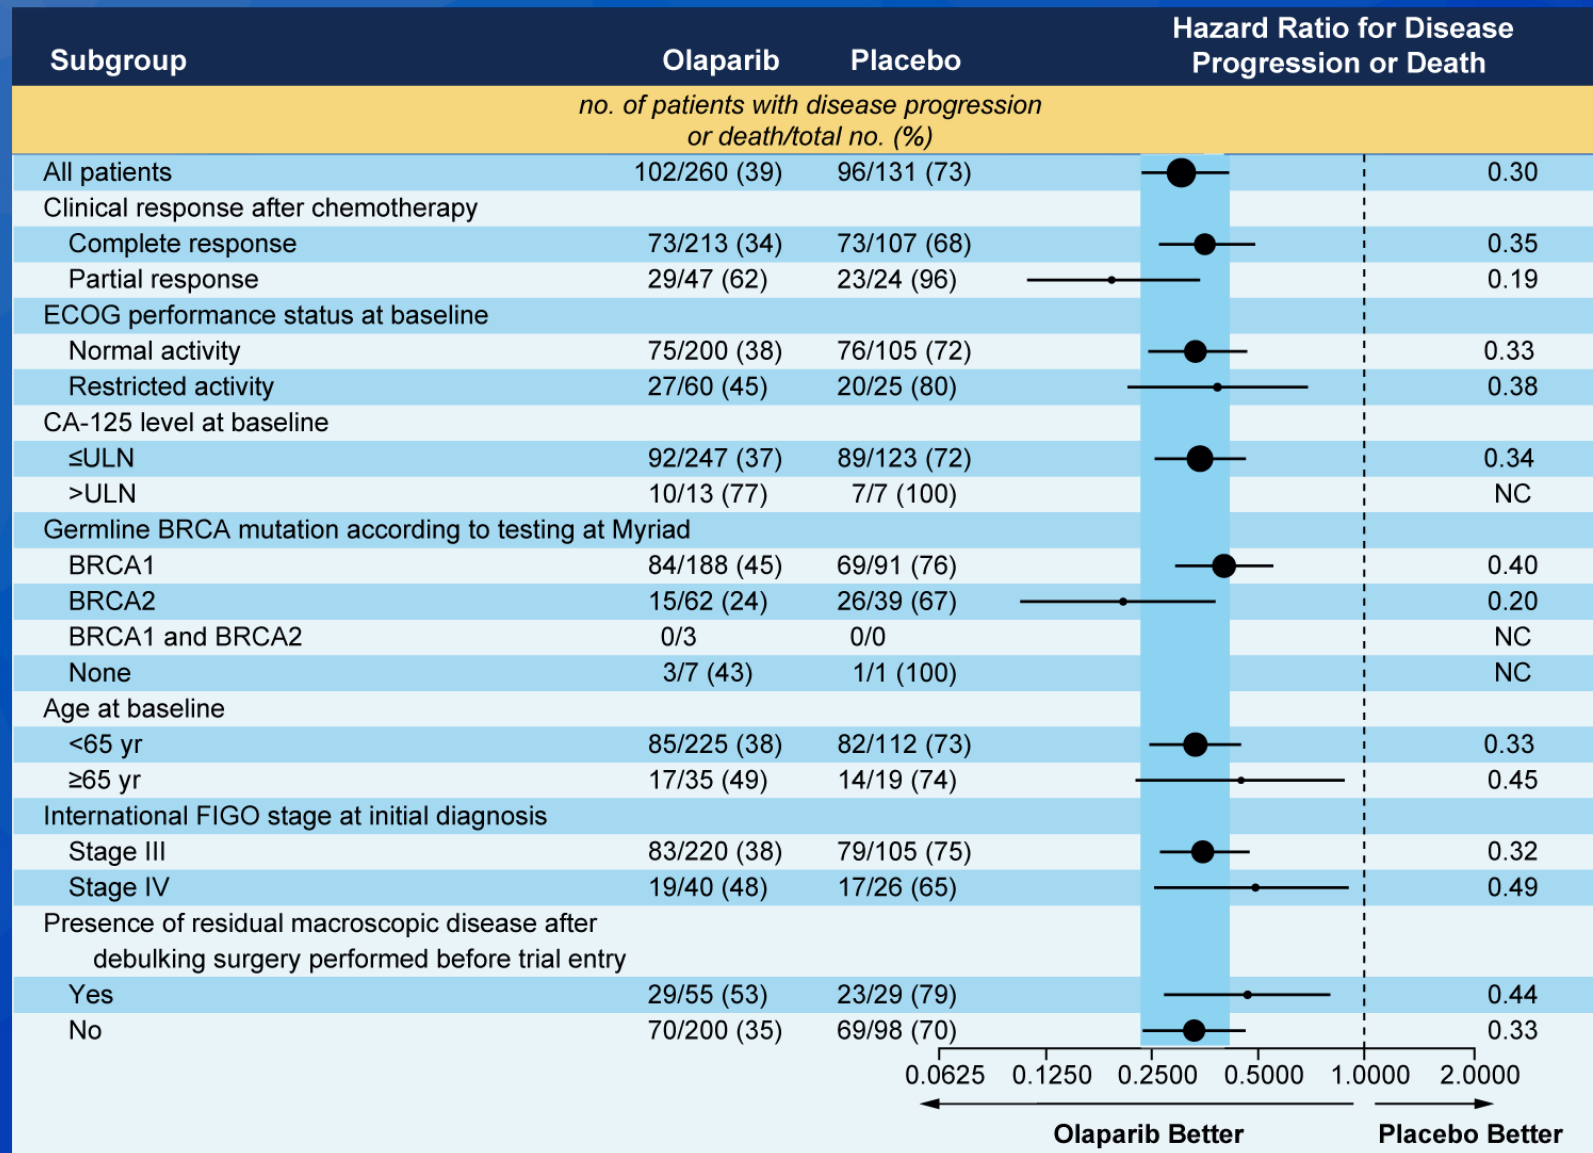 Subgroup Olaparib Placebo Hazard Ratio for Disease Progression or Death
no. of patients with disease progression
or death/total no. (%)
All patients 102/260 (39) 96/131 (73) 0.30
Clinical response after chemotherapy
Complete response 73/213 (34) 73/107 (68) 0.35
Partial response 29/47 (62) 23/24 (96) 0.19
ECOG performance status at baseline
Normal activity 75/200 (38) 76/105 (72) 0.33
Restricted activity 27/60 (45) 20/25 (80) 0.38
CA-125 level at baseline
≤ULN 92/247 (37) 89/123 (72) 0.34
>ULN 10/13 (77) 7/7 (100) NC
Germline BRCA mutation according to testing at Myriad
BRCA1 84/188 (45) 69/91 (76) 0.40
BRCA2 15/62 (24) 26/39 (67) 0.20
BRCA1 and BRCA2 0/3 0/0 NC
None 3/7 (43) 1/1 (100) NC
Age at baseline
<65 yr 85/225 (38) 82/112 (73) 0.33
≥65 yr 17/35 (49) 14/19 (74) 0.45
International FIGO stage at initial diagnosis
Stage III 83/220 (38) 79/105 (75) 0.32
Stage IV 19/40 (48) 17/26 (65) 0.49
Presence of residual macroscopic disease after
debulking surgery performed before trial entry
Yes 29/55 (53) 23/29 (79) 0.44
No 70/200 (35) 69/98 (70) 0.33
0.0625 0.1250 0.2500 0.5000 1.0000 2.0000
Olaparib Better Placebo Better